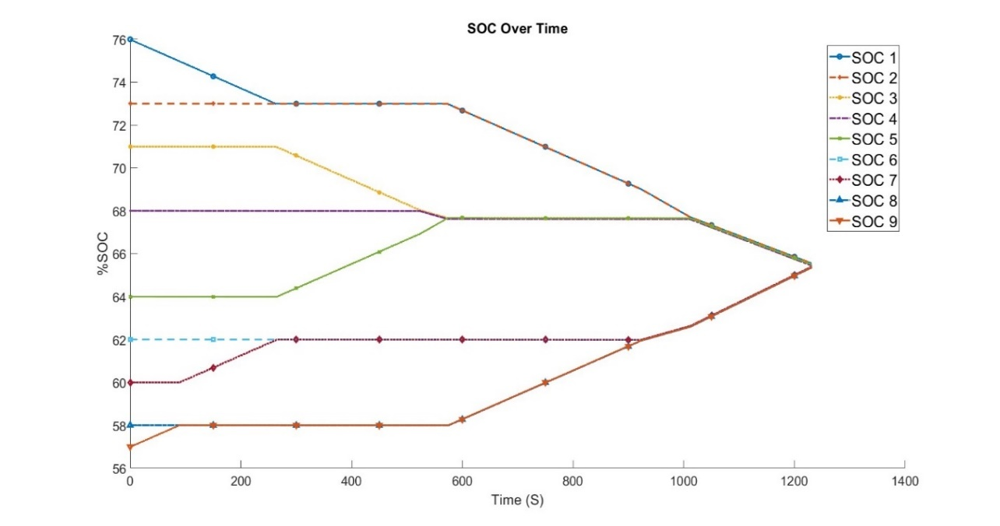 SOC Over Time
76
74
72
70
68
66
64
62
60
58
56
%SOC
0 200 400 600 800 1000 1200 1400
Time (S)
SOC 1
SOC 2
SOC 3
SOC 4
SOC 5
SOC 6
SOC 7
SOC 8
SOC 9